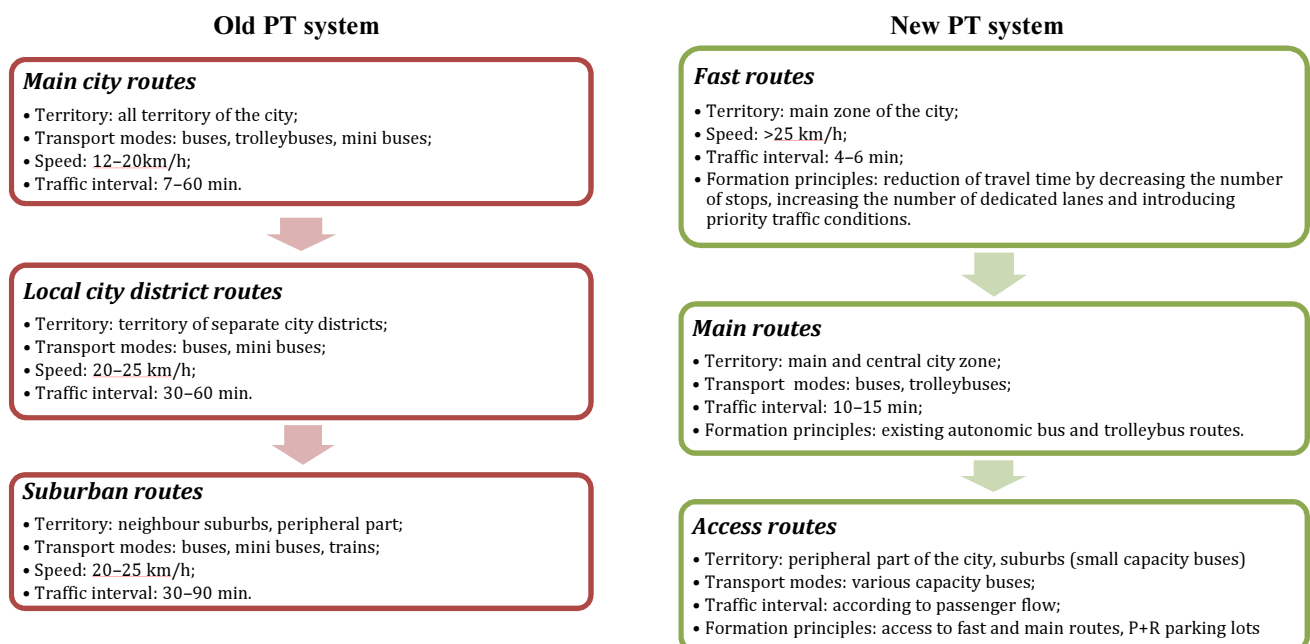 Old PT system
Main city routes
• Territory: all territory of the city;
• Transport modes: buses, trolleybuses, mini buses;
• Speed: 12–20km/h;
• Traffic interval: 7–60 min.
Local city district routes
• Territory: territory of separate city districts;
• Transport modes: buses, mini buses;
• Speed: 20–25 km/h;
• Traffic interval: 30–60 min.
Suburban routes
• Territory: neighbour suburbs, peripheral part;
• Transport modes: buses, mini buses, trains;
• Speed: 20–25 km/h;
• Traffic interval: 30–90 min.
New PT system
Fast routes
• Territory: main zone of the city;
• Speed: >25 km/h;
• Traffic interval: 4–6 min;
• Formation principles: reduction of travel time by decreasing the number
of stops, increasing the number of dedicated lanes and introducing
priority traffic conditions.
Main routes
• Territory: main and central city zone;
• Transport modes: buses, trolleybuses;
• Traffic interval: 10–15 min;
• Formation principles: existing autonomic bus and trolleybus routes.
Access routes
• Territory: peripheral part of the city, suburbs (small capacity buses)
• Transport modes: various capacity buses;
• Traffic interval: according to passenger flow;
• Formation principles: access to fast and main routes, P+R parking lots